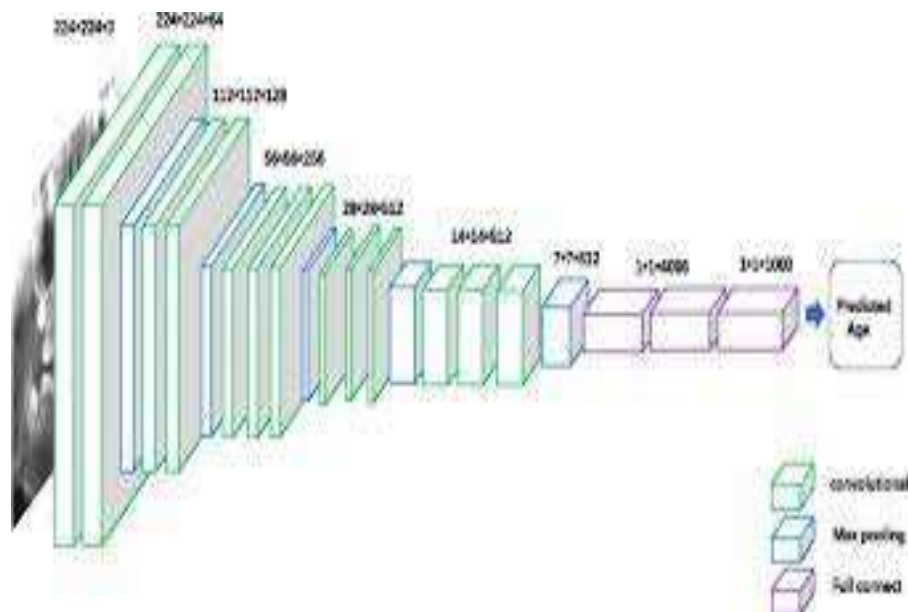 224×224×3
224×224×64
112×112×128
56×56×256
28×28×512
14×14×512
7×7×512
1×1×4096
1×1×1000
Predicted
Age
convolutional
Max pooling
Full connect